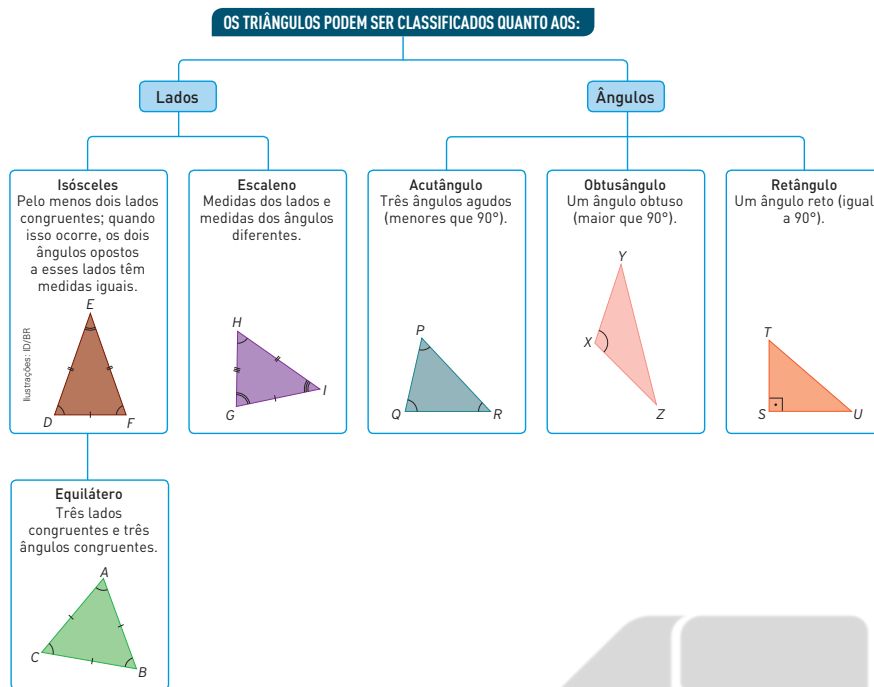 OS TRIÂNGULOS PODEM SER CLASSIFICADOS QUANTO AOS:
Lados
Ângulos
Isósceles
Pelo menos dois lados
congruentes; quando
isso ocorre, os dois
ângulos opostos
a esses lados têm
medidas iguais.
E
D
F
Ilustrações: ID/BR
Escaleno
Medidas dos lados e
medidas dos ângulos
diferentes.
H
I
G
Acutângulo
Três ângulos agudos
(menores que 90°).
P
Q
R
Obtusângulo
Um ângulo obtuso
(maior que 90°).
Y
X
Z
Retângulo
Um ângulo reto (igual
a 90°).
T
S
U
Equilátero
Três lados
congruentes e três
ângulos congruentes.
A
C
B